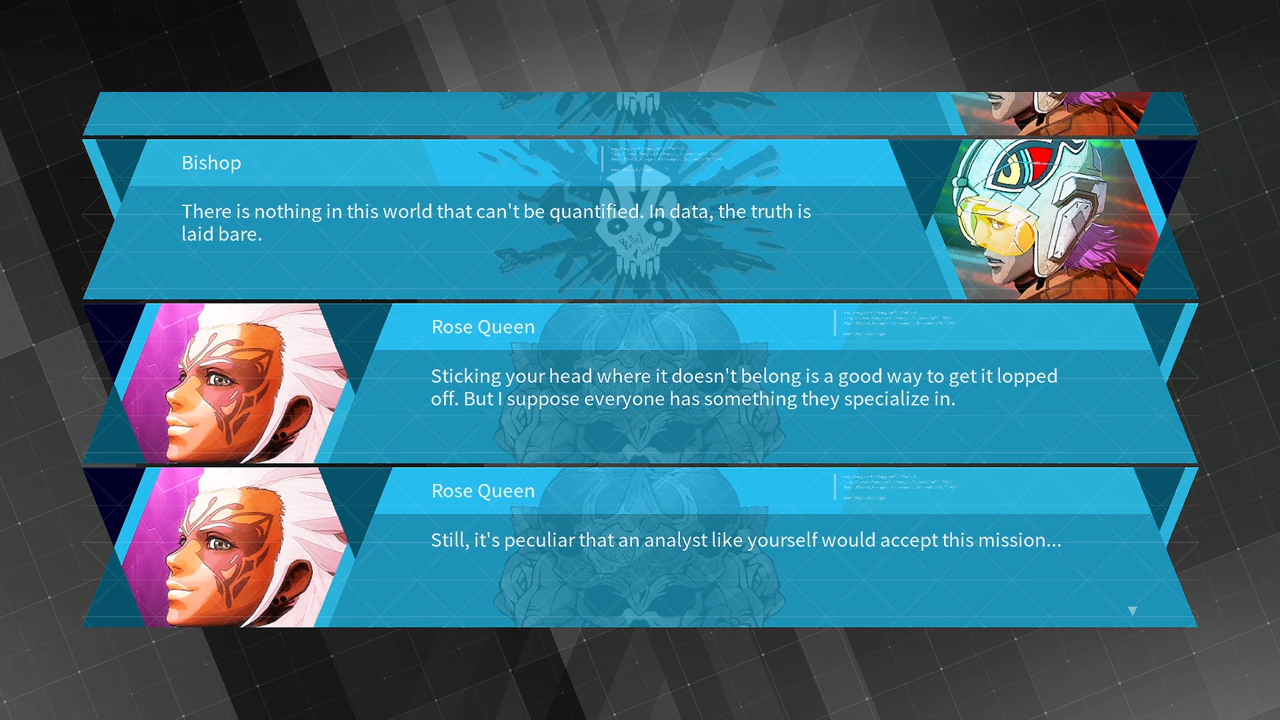 Bishop
There is nothing in this world that can't be quantified. In data, the truth is
laid bare.
Rose Queen
Sticking your head where it doesn't belong is a good way to get it lopped
off. But I suppose everyone has something they specialize in.
Rose Queen
Still, it's peculiar that an analyst like yourself would accept this mission...